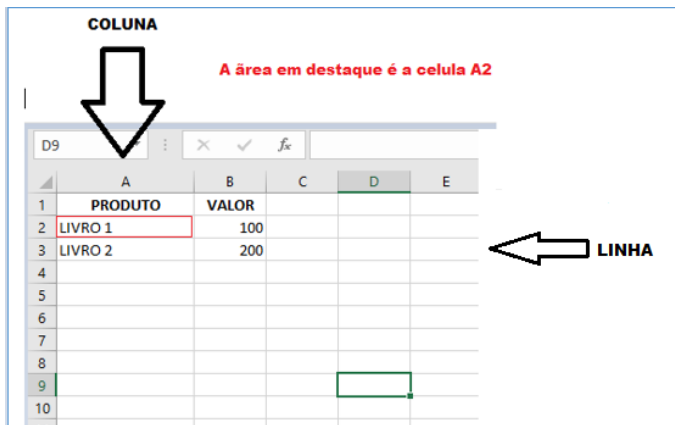 COLUNA
A ãrea em destaque é a celula A2
D9 fx
A B C D E
1 PRODUTO VALOR
2 LIVRO 1 100
3 LIVRO 2 200
LINHA
4
5
6
7
8
9
10